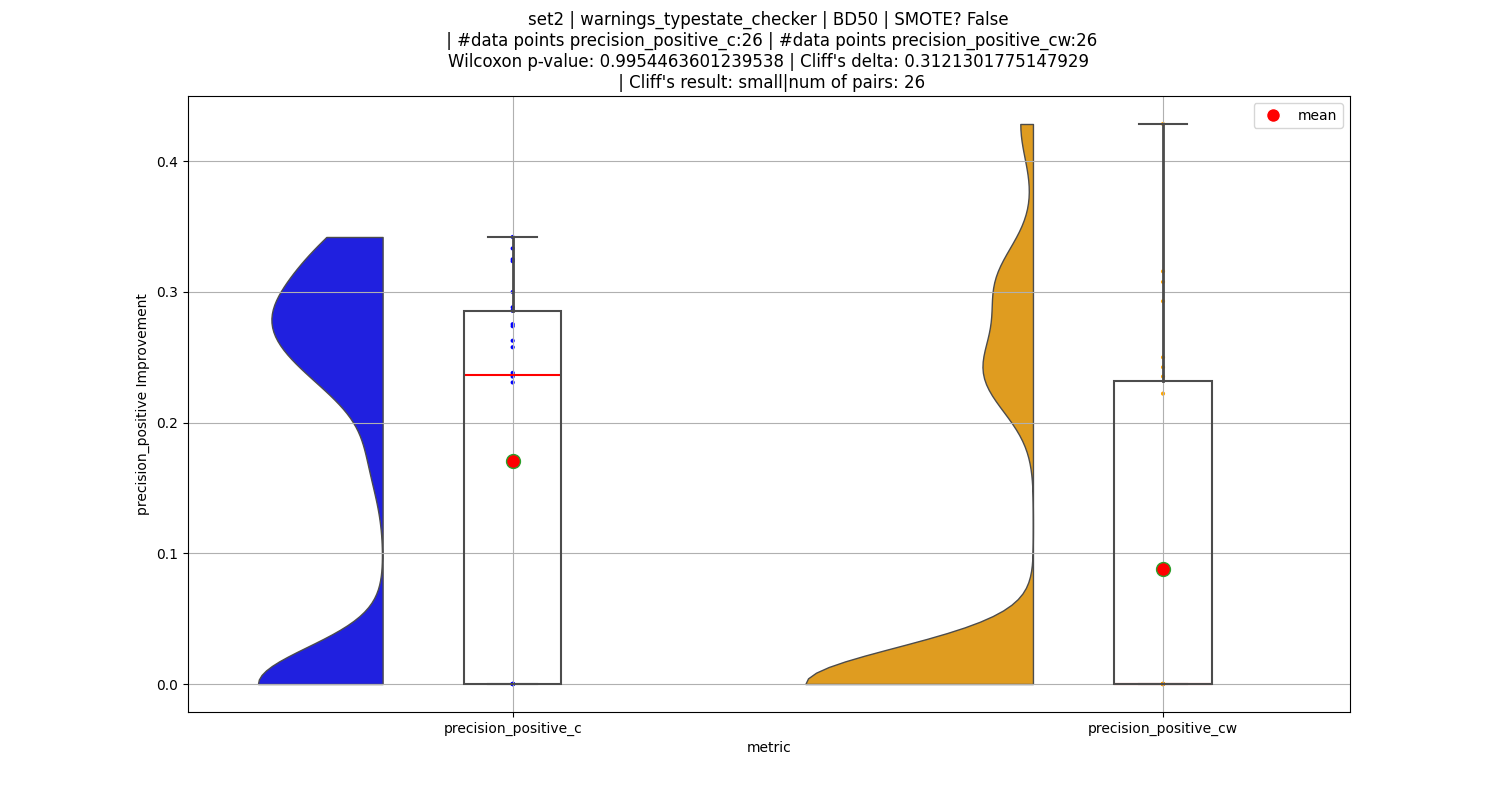 set2 | warnings_typestate_checker | BD50 | SMOTE? False
| #data points precision_positive_c:26 | #data points precision_positive_cw:26
Wilcoxon p-value: 0.9954463601239538 | Cliff's delta: 0.3121301775147929
| Cliff's result: small|num of pairs: 26
mean
0.4
0.3
0.2
0.1
0.0
precision_positive Improvement
precision_positive_c
precision_positive_cw
metric